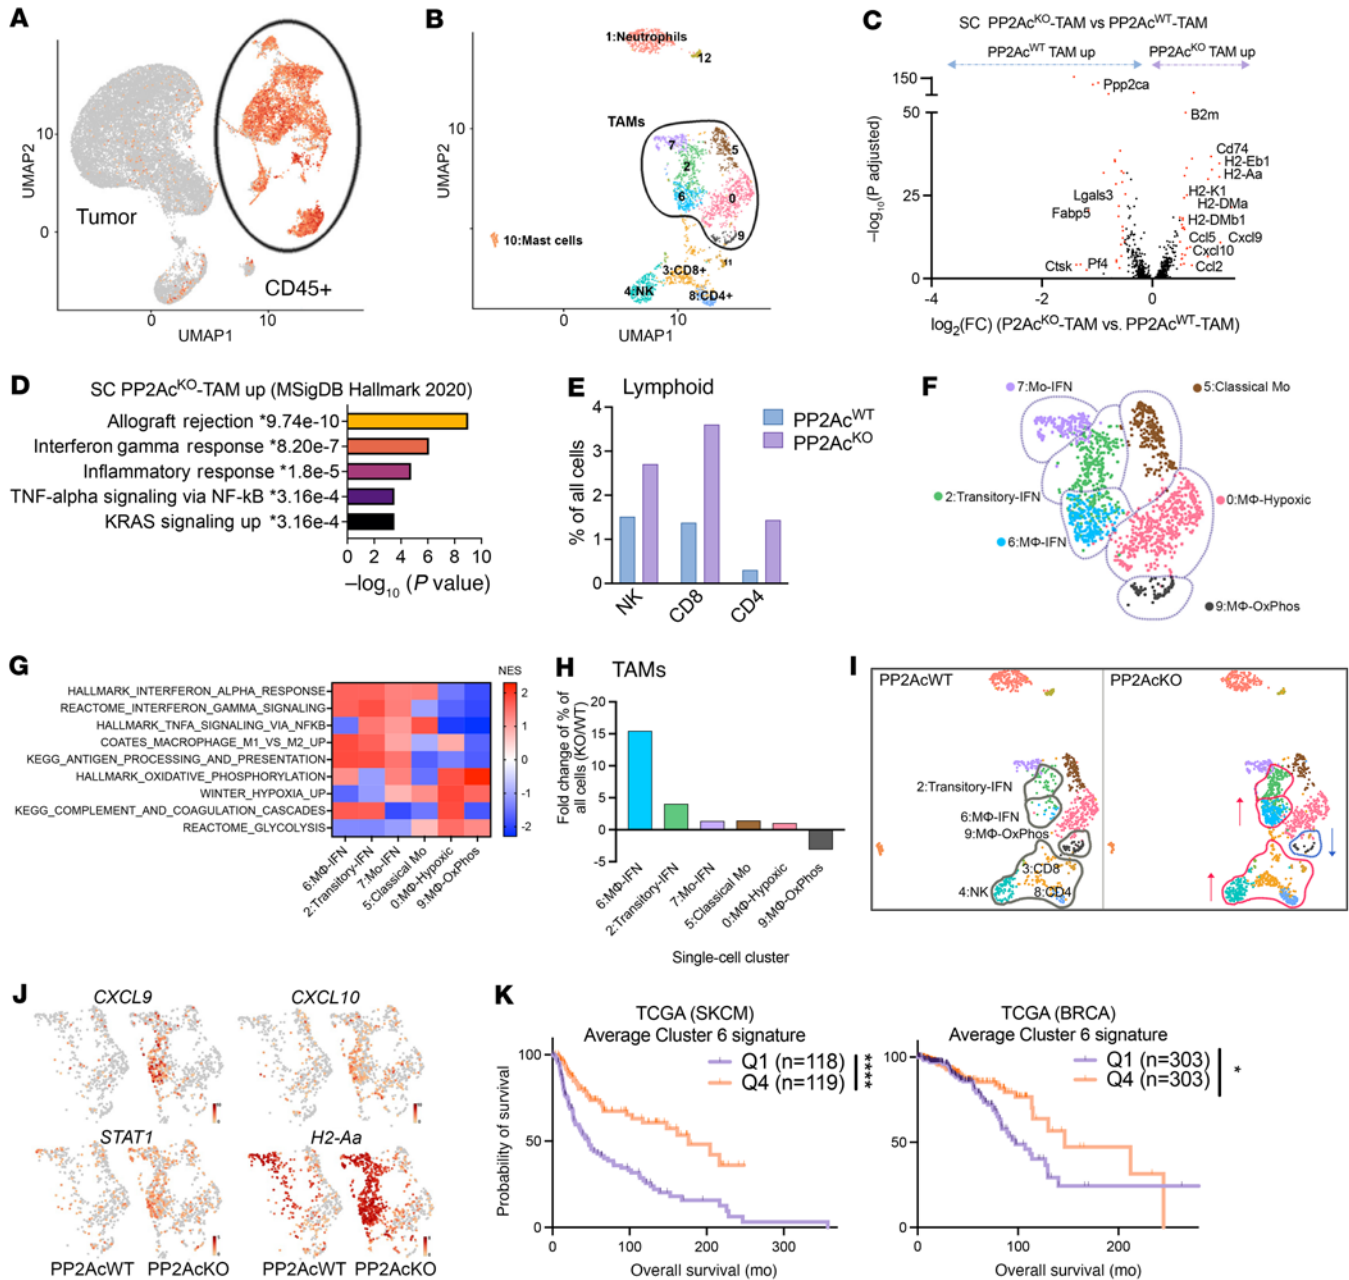 A
UMAP2
10
0
Tumor
CD45+
0
10
UMAP1
B
UMAP2
10
1:Neutrophils
12
TAMs
7
5
2
6
0
9
10:Mast cells
3:CD8+
11
4:NK
8:CD4+
0
10
UMAP1
C
SC PP2Ac^KO-TAM vs PP2Ac^WT-TAM
PP2Ac^WT TAM up
PP2Ac^KO TAM up
–log10(P adjusted)
150
50
25
0
Ppp2ca
B2m
Cd74
H2-Eb1
H2-Aa
Lgals3
H2-K1
Fabp5
H2-DMa
H2-DMb1
Ccl5
Cxcl9
Cxcl10
Ctsk
Pf4
Ccl2
-4
-2
0
log2(FC) (P2Ac^KO-TAM vs. PP2Ac^WT-TAM)
D
SC PP2Ac^KO-TAM up (MSigDB Hallmark 2020)
Allograft rejection *9.74e-10
Interferon gamma response *8.20e-7
Inflammatory response *1.8e-5
TNF-alpha signaling via NF-kB *3.16e-4
KRAS signaling up *3.16e-4
0 2 4 6 8 10
–log10 (P value)
E
Lymphoid
% of all cells
4
3
2
1
0
PP2Ac^WT
PP2Ac^KO
NK
CD8
CD4
F
7:Mo-IFN
5:Classical Mo
2:Transitory-IFN
0:MΦ-Hypoxic
6:MΦ-IFN
9:MΦ-OxPhos
G
NES
HALLMARK_INTERFERON_ALPHA_RESPONSE
REACTOME_INTERFERON_GAMMA_SIGNALING
HALLMARK_TNFA_SIGNALING_VIA_NFKB
COATES_MACROPHAGE_M1_VS_M2_UP
KEGG_ANTIGEN_PROCESSING_AND_PRESENTATION
HALLMARK_OXIDATIVE_PHOSPHORYLATION
WINTER_HYPOXIA_UP
KEGG_COMPLEMENT_AND_COAGULATION_CASCADES
REACTOME_GLYCOLYSIS
2
1
0
-1
-2
6:MΦ-IFN
2:Transitory-IFN
7:Mo-IFN
5:Classical Mo
0:MΦ-Hypoxic
9:MΦ-OxPhos
H
TAMs
Fold change of % of
all cells (KO/WT)
20
15
10
5
0
-5
6:MΦ-IFN
2:Transitory-IFN
7:Mo-IFN
5:Classical Mo
0:MΦ-Hypoxic
9:MΦ-OxPhos
Single-cell cluster
I
PP2AcWT
PP2AcKO
2:Transitory-IFN
6:MΦ-IFN
9:MΦ-OxPhos
3:CD8
4:NK
8:CD4
J
CXCL9
CXCL10
STAT1
H2-Aa
PP2AcWT
PP2AcKO
PP2AcWT
PP2AcKO
K
TCGA (SKCM)
Average Cluster 6 signature
Q1 (n=118)
Q4 (n=119)
****
Probability of survival
100
50
0
0
100
200
300
Overall survival (mo)
TCGA (BRCA)
Average Cluster 6 signature
Q1 (n=303)
Q4 (n=303)
*
100
50
0
0
100
200
Overall survival (mo)